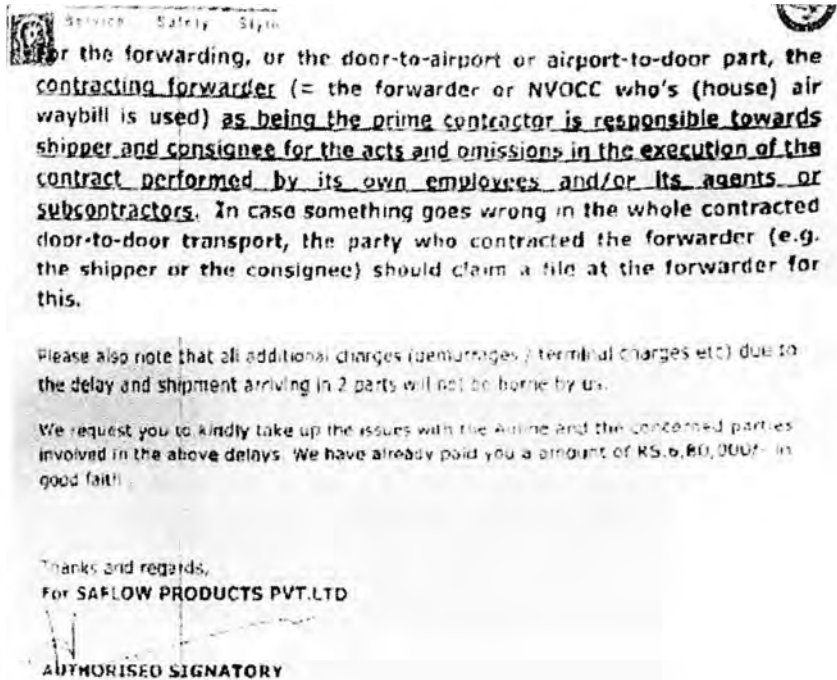 Service Safety Style
For the forwarding, or the door-to-airport or airport-to-door part, the
contracting forwarder (= the forwarder or NVOCC who's (house) air
waybill is used) as being the prime contractor is responsible towards
shipper and consignee for the acts and omissions in the execution of the
contract performed by its own employees and/or its agents or
subcontractors. In case something goes wrong in the whole contracted
door-to-door transport, the party who contracted the forwarder (e.g.
the shipper or the consignee) should claim a file at the forwarder for
this.
Please also note that all additional charges (demurrages / terminal charges etc) due to
the delay and shipment arriving in 2 parts will not be borne by us.
We request you to kindly take up the issues with the Airline and the concerned parties
involved in the above delays. We have already paid you a amount of RS.6,80,000/- in
good faith.
Thanks and regards,
For SAFLOW PRODUCTS PVT.LTD
AUTHORISED SIGNATORY